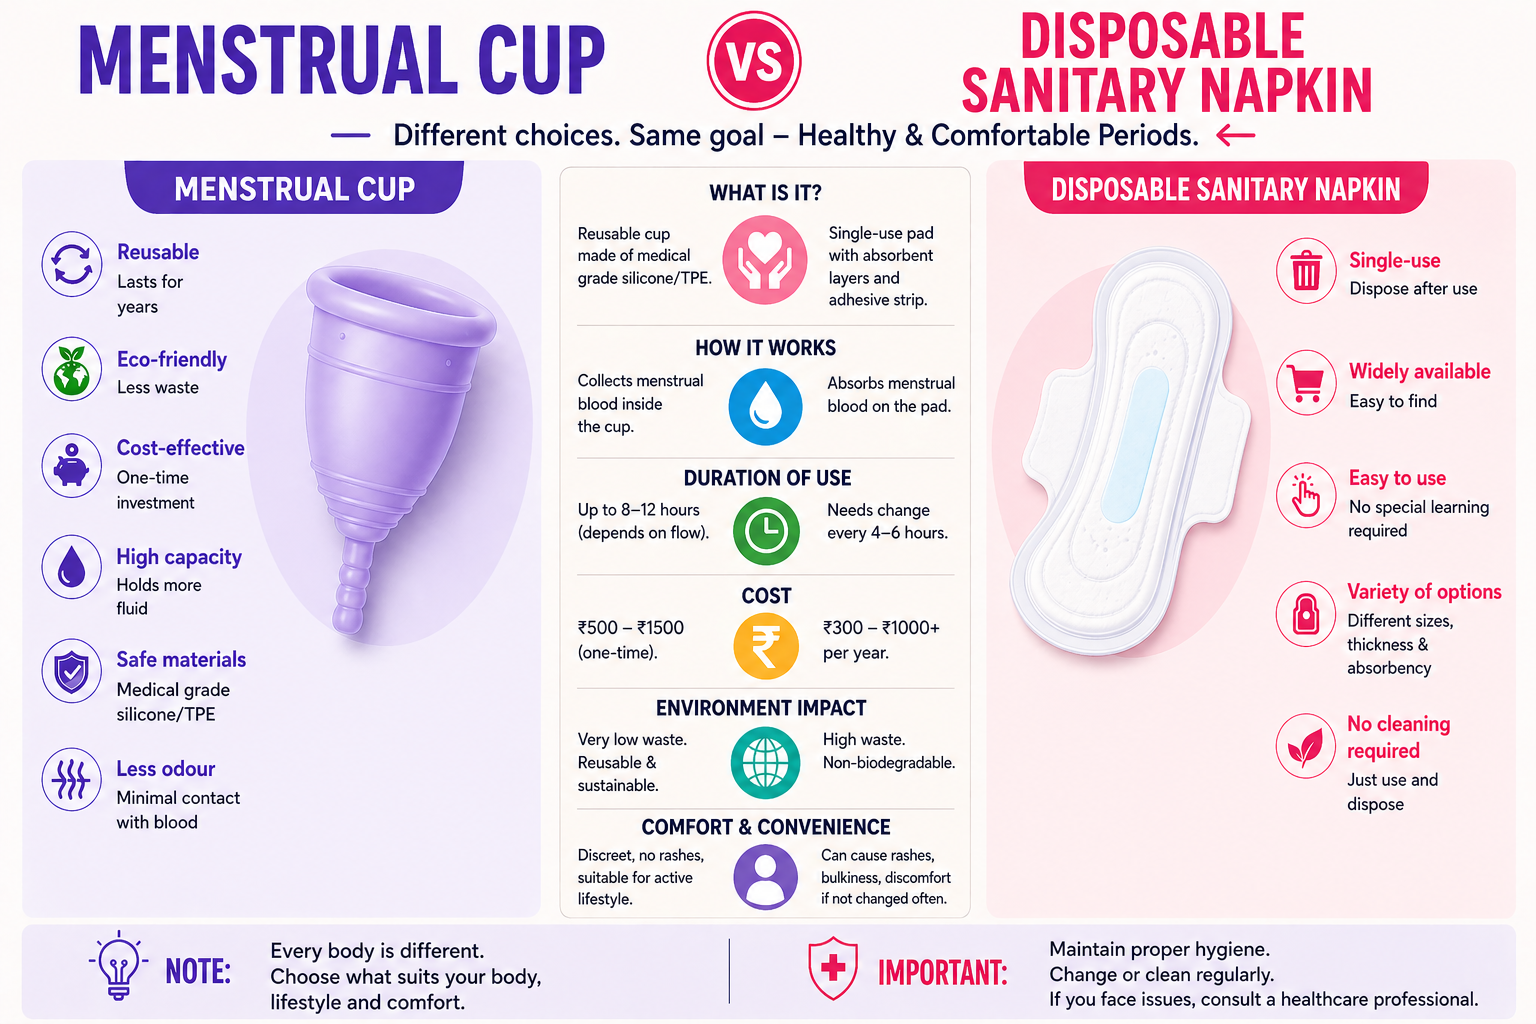 MENSTRUAL CUP
VS
DISPOSABLE
SANITARY NAPKIN
Different choices. Same goal – Healthy & Comfortable Periods.
MENSTRUAL CUP
Reusable
Lasts for
years
Eco-friendly
Less waste
Cost-effective
One-time
investment
High capacity
Holds more
fluid
Safe materials
Medical grade
silicone/TPE
Less odour
Minimal contact
with blood
WHAT IS IT?
Reusable cup
made of medical
grade silicone/TPE.
Single-use pad
with absorbent
layers and
adhesive strip.
HOW IT WORKS
Collects menstrual
blood inside
the cup.
Absorbs menstrual
blood on the pad.
DURATION OF USE
Up to 8–12 hours
(depends on flow).
Needs change
every 4–6 hours.
COST
₹500 – ₹1500
(one-time).
₹
₹300 – ₹1000+
per year.
ENVIRONMENT IMPACT
Very low waste.
Reusable &
sustainable.
High waste.
Non-biodegradable.
COMFORT & CONVENIENCE
Discreet, no rashes,
suitable for active
lifestyle.
Can cause rashes,
bulkiness, discomfort
if not changed often.
DISPOSABLE SANITARY NAPKIN
Single-use
Dispose after use
Widely available
Easy to find
Easy to use
No special learning
required
Variety of options
Different sizes,
thickness &
absorbency
No cleaning
required
Just use and
dispose
NOTE:
Every body is different.
Choose what suits your body,
lifestyle and comfort.
IMPORTANT:
Maintain proper hygiene.
Change or clean regularly.
If you face issues, consult a healthcare professional.